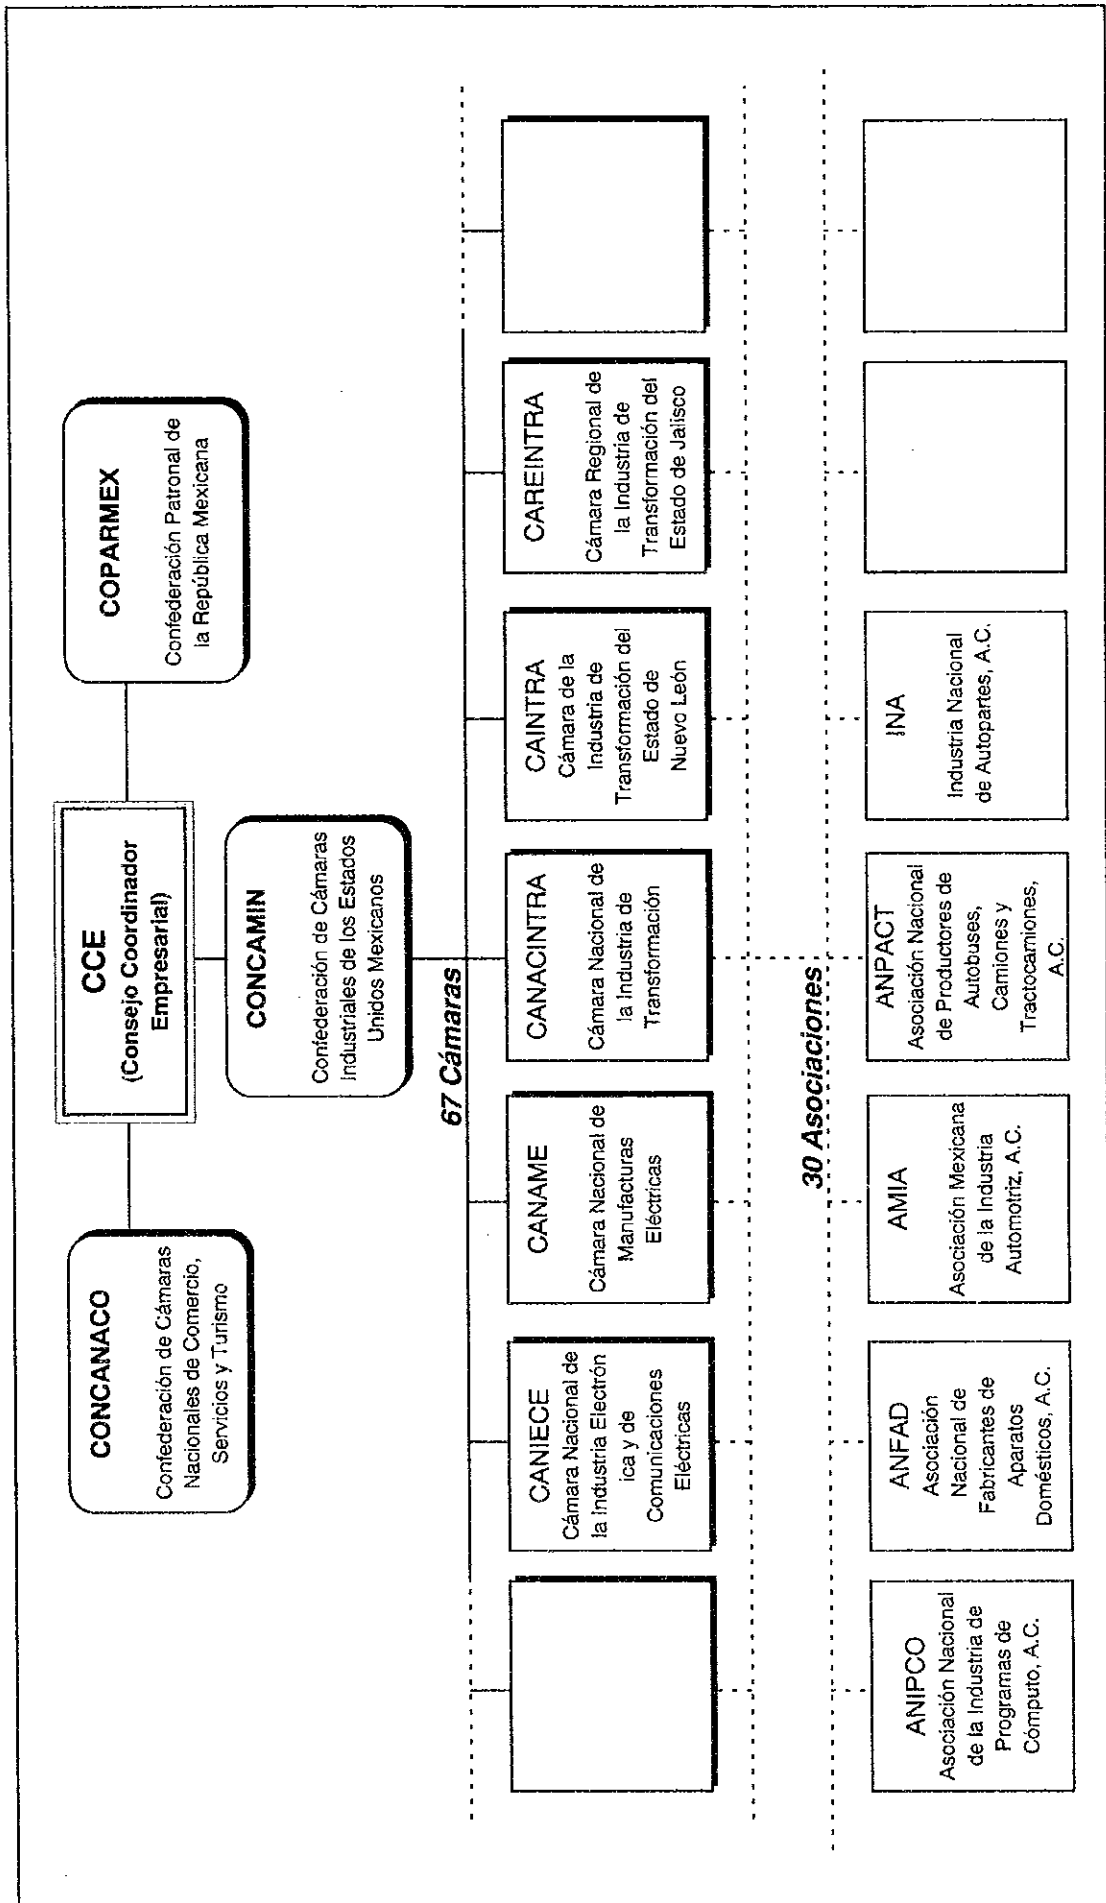 CCE
(Consejo Coordinador
Empresarial)
CONCANACO
Confederación de Cámaras
Nacionales de Comercio,
Servicios y Turismo
COPARMEX
Confederación Patronal de
la República Mexicana
CONCAMIN
Confederación de Cámaras
Industriales de los Estados
Unidos Mexicanos
67 Cámaras
CANIECE
Cámara Nacional de
la Industria Electrón
ica y de
Comunicaciones
Eléctricas
CANAME
Cámara Nacional de
Manufacturas
Eléctricas
CANACINTRA
Cámara Nacional de
la Industria de
Transformación
CAINTRA
Cámara de la
Industria de
Transformación del
Estado de
Nuevo León
CAREINTRA
Cámara Regional de
la Industria de
Transformación del
Estado de Jalisco
30 Asociaciones
ANIPCO
Asociación Nacional
de la Industria de
Programas de
Cómputo, A.C.
ANFAD
Asociación
Nacional de
Fabricantes de
Aparatos
Domésticos, A.C.
AMIA
Asociación Mexicana
de la Industria
Automotriz, A.C.
ANPACT
Asociación Nacional
de Productores de
Autobuses,
Camiones y
Tractocamiones,
A.C.
INA
Industria Nacional
de Autopartes, A.C.